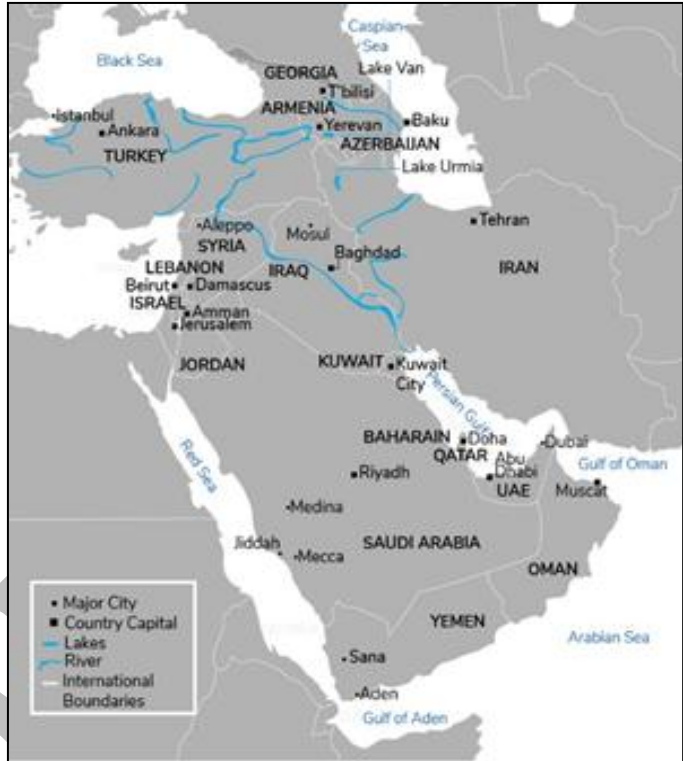 Caspian
Sea
Black Sea
Lake Van
GEORGIA
T'bilisi
ARMENIA
Istanbul
Ankara
Yerevan
Baku
AZERBAIJAN
TURKEY
Lake Urmia
Tehran
Aleppo
Mosul
SYRIA
Baghdad
LEBANON
IRAQ
IRAN
Beirut
Damascus
ISRAEL
Amman
Jerusalem
JORDAN
KUWAIT
Kuwait
City
Persian Gulf
Red Sea
BAHARAIN
Doha
Dubai
QATAR
Abu
Dhabi
Gulf of Oman
Riyadh
UAE
Muscat
Medina
Jiddah
Mecca
SAUDI ARABIA
OMAN
YEMEN
Arabian Sea
Sana
Aden
Gulf of Aden
Major City
Country Capital
Lakes
River
International
Boundaries